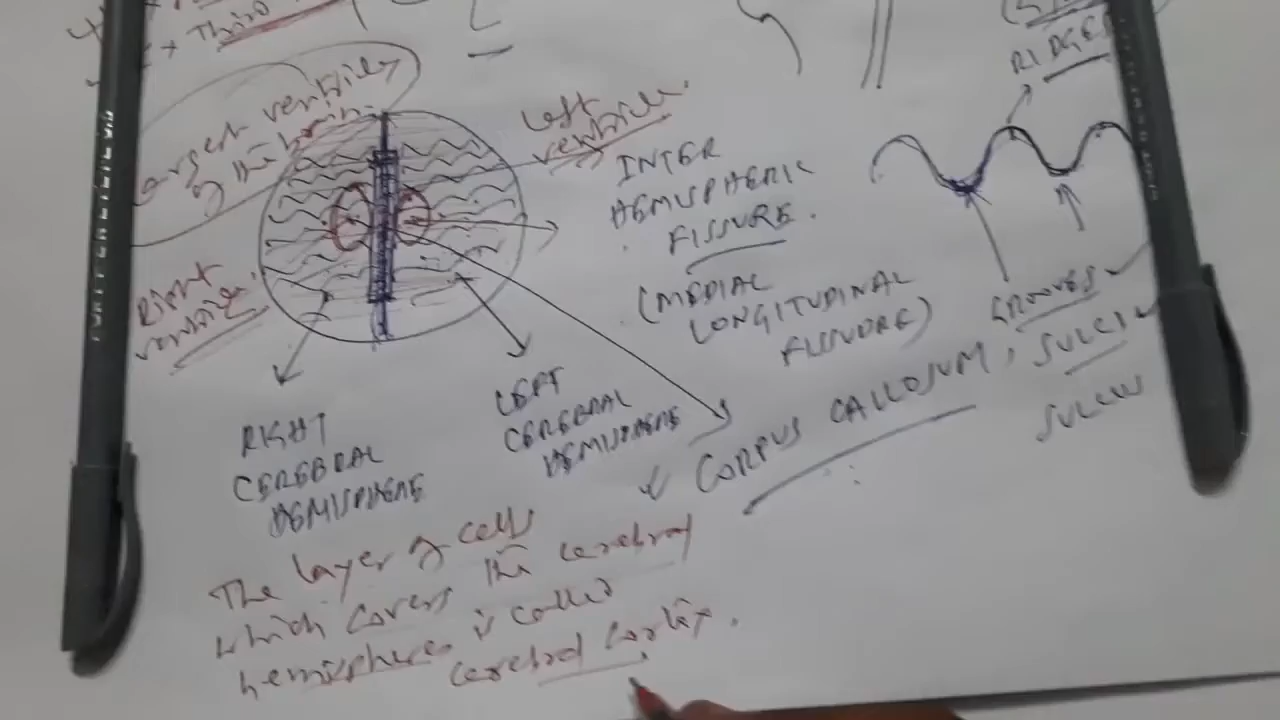 Third
Largest ventricles
of the brain.
Left
ventricle.
RIDGES
INTER
HEMISPHERIC
FISSURE.
(MEDIAL
LONGITUDINAL
FISSURE)
Right
ventricle.
GROOVES
SULCI
SULCUS
RIGHT
CEREBRAL
HEMISPHERE
LEFT
CEREBRAL
HEMISPHERE
CORPUS CALLOSUM,
The layer of cells
which covers the cerebral
hemispheres is called
cerebral cortex.